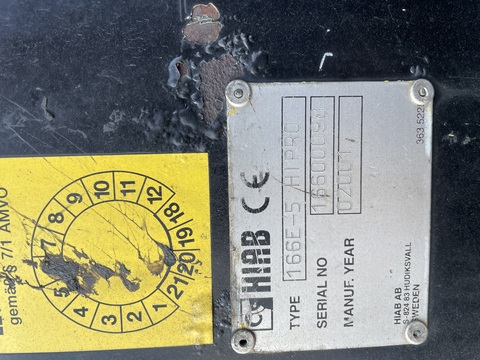 HIAB CE
TYPE 166E-5 HIPRO
SERIAL NO
MANUF. YEAR
HIAB AB
S-824 83 HUDIKSVALL
SWEDEN
363 522
gemäß § 7/1 AMVO
1 2 3 4 5 6 7 8 9 10 11 12
18 19 20 21